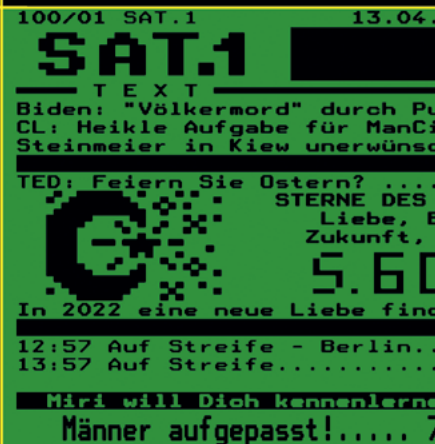 100/01 SAT.1 13.04.
SAT.1
TEXT
Biden: "Völkermord" durch Pu
CL: Heikle Aufgabe für ManCi
Steinmeier in Kiew unerwünsc
TED: Feiern Sie Ostern? ....
STERNE DES
Liebe, B
Zukunft,
5.60
In 2022 eine neue Liebe find
12:57 Auf Streife - Berlin..
13:57 Auf Streife...........
Miri will Dich kennenlerne
Männer aufgepasst!..... 7